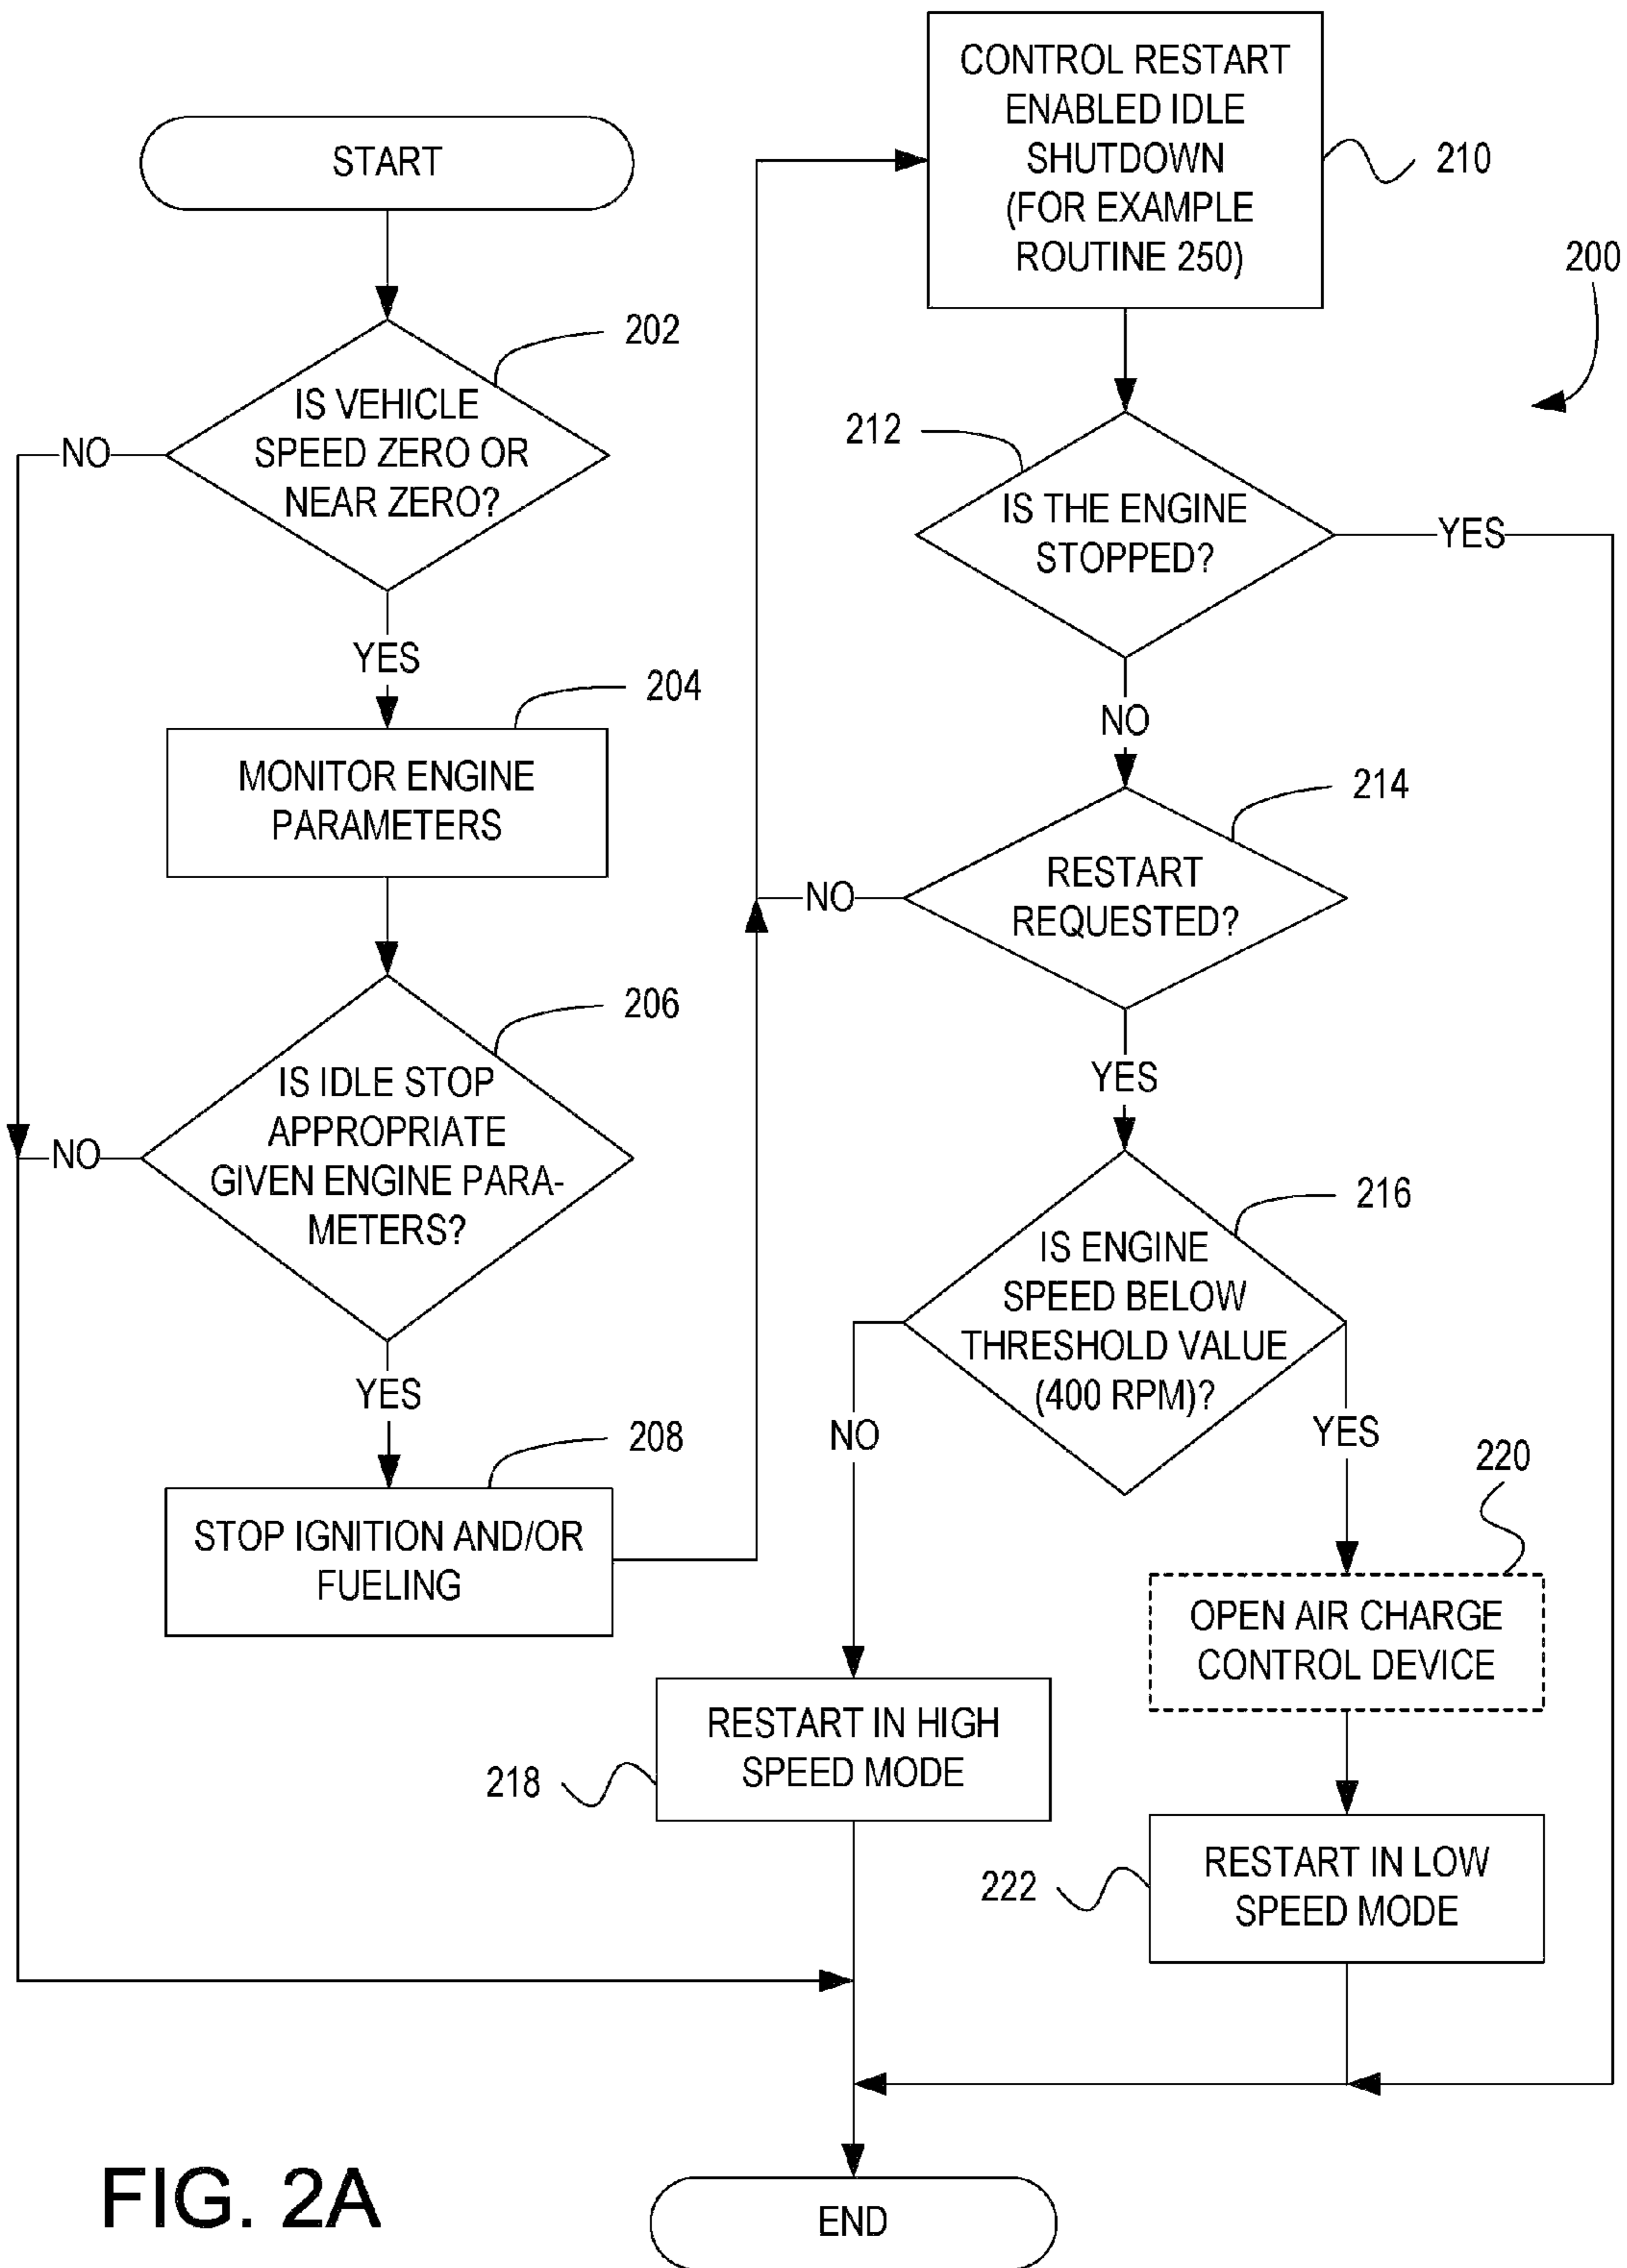 START
202
IS VEHICLE
SPEED ZERO OR
NEAR ZERO?
NO
YES
204
MONITOR ENGINE
PARAMETERS
206
IS IDLE STOP
APPROPRIATE
GIVEN ENGINE PARA-
METERS?
NO
YES
208
STOP IGNITION AND/OR
FUELING
CONTROL RESTART
ENABLED IDLE
SHUTDOWN
(FOR EXAMPLE
ROUTINE 250)
210
200
212
IS THE ENGINE
STOPPED?
YES
NO
214
RESTART
REQUESTED?
NO
YES
216
IS ENGINE
SPEED BELOW
THRESHOLD VALUE
(400 RPM)?
NO
YES
220
OPEN AIR CHARGE
CONTROL DEVICE
RESTART IN HIGH
SPEED MODE
218
RESTART IN LOW
SPEED MODE
222
END
FIG. 2A